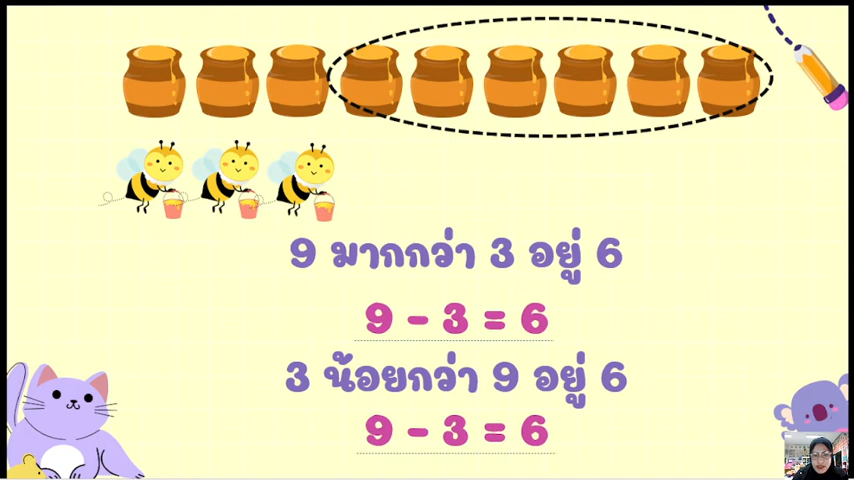 9 มากกว่า 3 อยู่ 6
9 - 3 = 6
3 น้อยกว่า 9 อยู่ 6
9 - 3 = 6